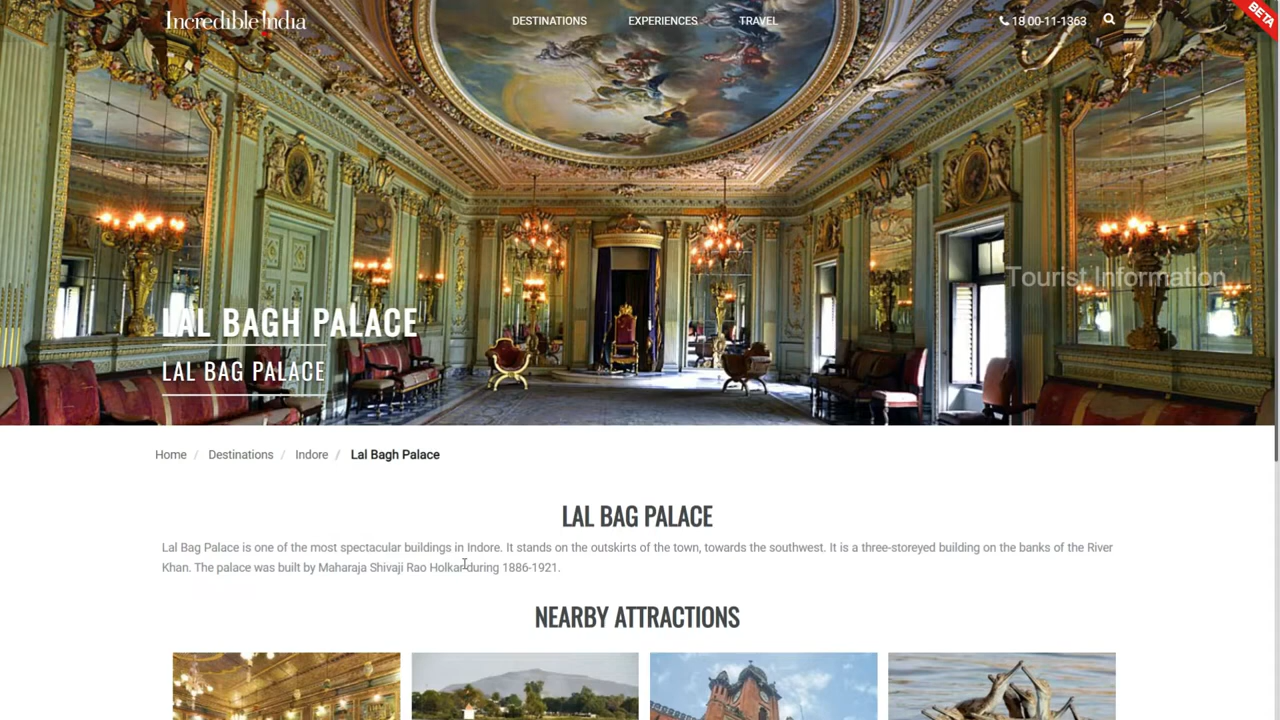 Incredible India
DESTINATIONS EXPERIENCES TRAVEL
18 00-11-1363
BETA
Tourist Information
LAL BAGH PALACE
LAL BAG PALACE
Home / Destinations / Indore / Lal Bagh Palace
LAL BAG PALACE
Lal Bag Palace is one of the most spectacular buildings in Indore. It stands on the outskirts of the town, towards the southwest. It is a three-storeyed building on the banks of the River
Khan. The palace was built by Maharaja Shivaji Rao Holkar during 1886-1921.
NEARBY ATTRACTIONS